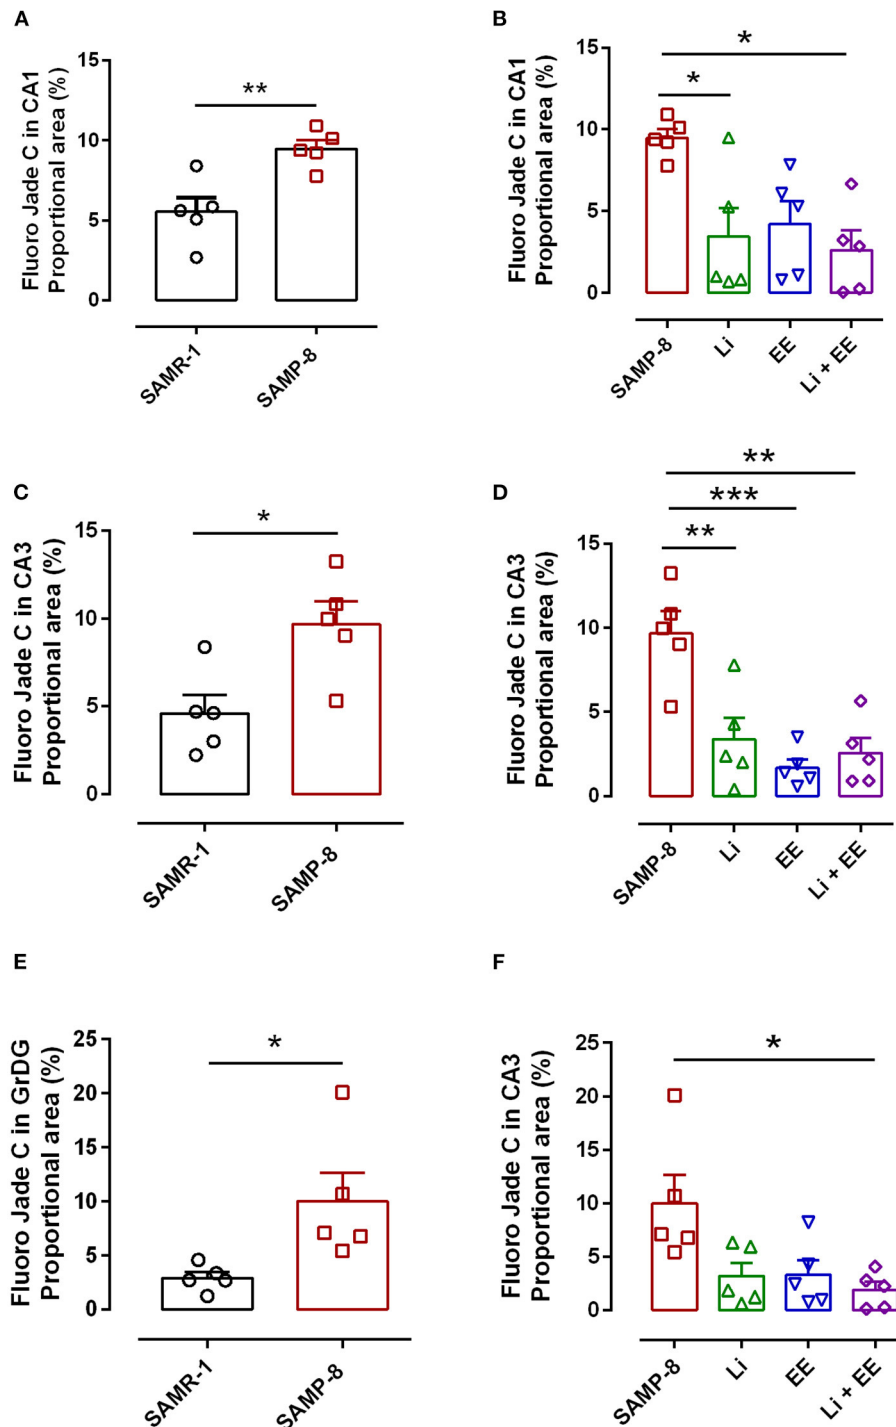 A
Fluoro Jade C in CA1
Proportional area (%)
15
10
5
0
**
SAMR-1
SAMP-8
B
Fluoro Jade C in CA1
Proportional area (%)
15
10
5
0
*
*
SAMP-8
Li
EE
Li + EE
C
Fluoro Jade C in CA3
Proportional area (%)
15
10
5
0
*
SAMR-1
SAMP-8
D
Fluoro Jade C in CA3
Proportional area (%)
15
10
5
0
**
***
**
SAMP-8
Li
EE
Li + EE
E
Fluoro Jade C in GrDG
Proportional area (%)
25
20
15
10
5
0
*
SAMR-1
SAMP-8
F
Fluoro Jade C in CA3
Proportional area (%)
25
20
15
10
5
0
*
SAMP-8
Li
EE
Li + EE